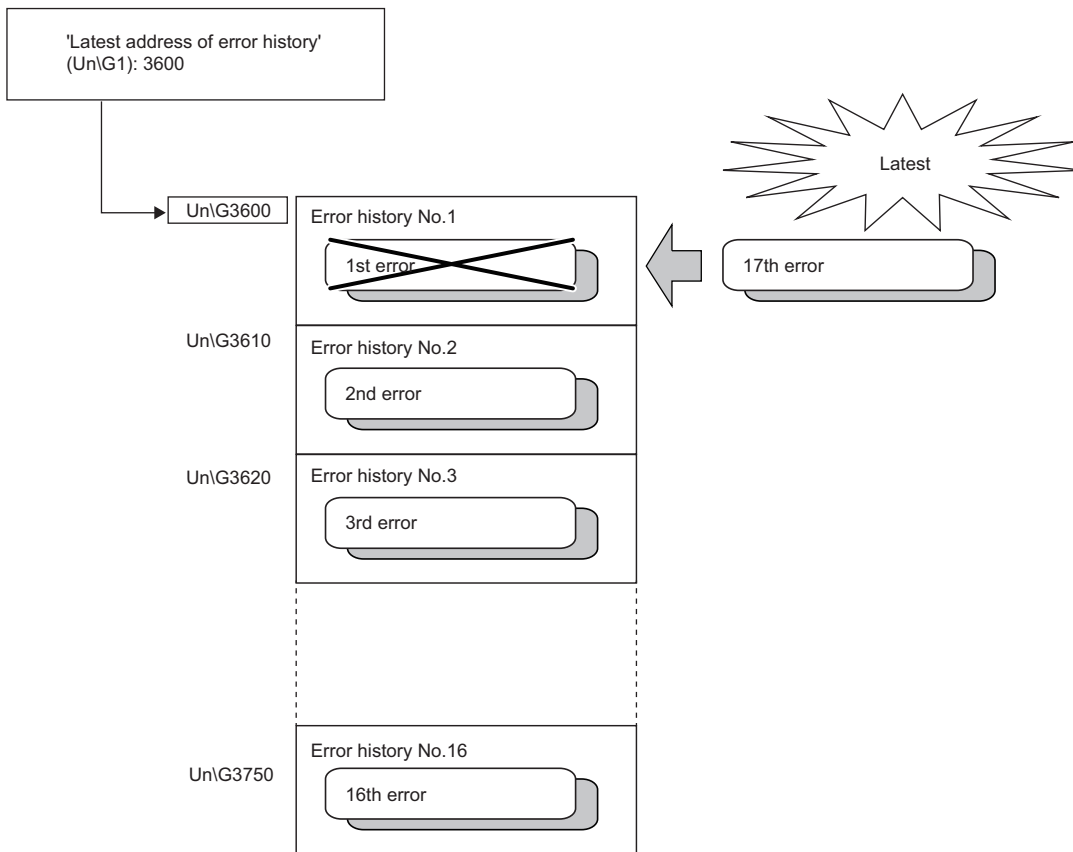 'Latest address of error history'
(Un\G1): 3600
Latest
Un\G3600
Error history No.1
1st error
17th error
Un\G3610
Error history No.2
2nd error
Un\G3620
Error history No.3
3rd error
Un\G3750
Error history No.16
16th error